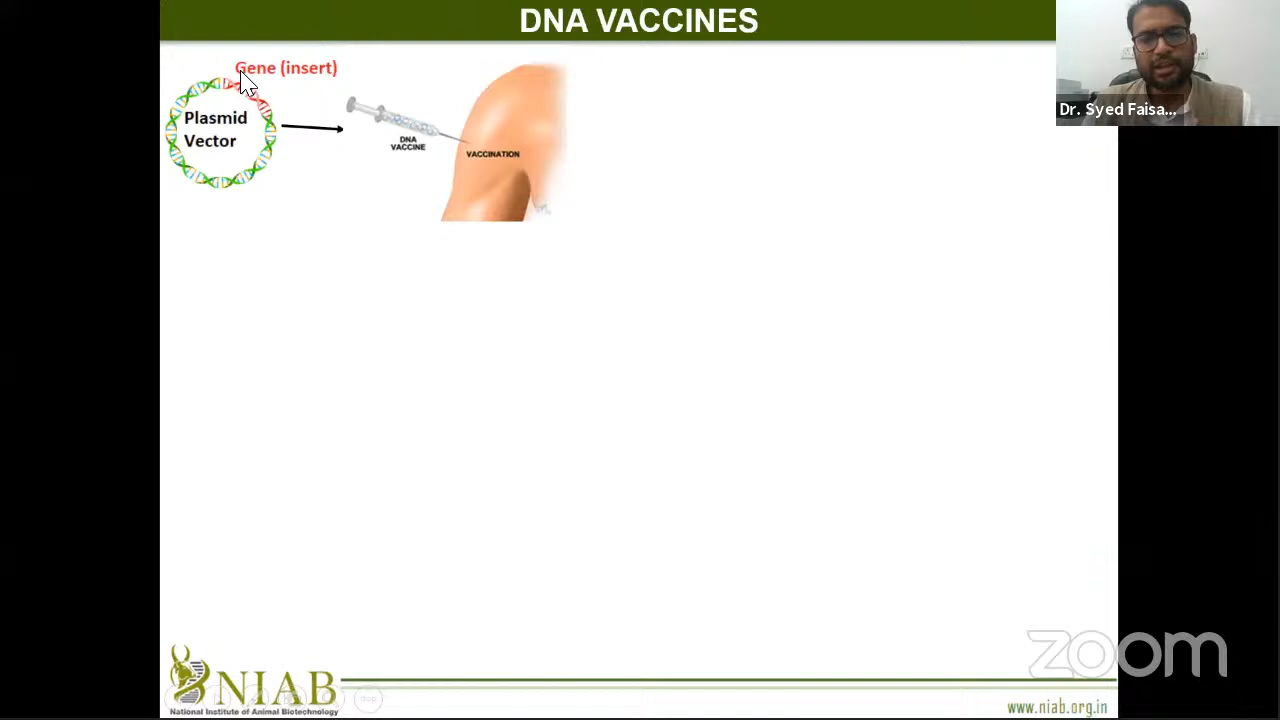 DNA VACCINES
Gene (insert)
Plasmid
Vector
DNA
VACCINE
VACCINATION
Dr. Syed Faisa...
zoom
NIAB
National Institute of Animal Biotechnology
www.niab.org.in